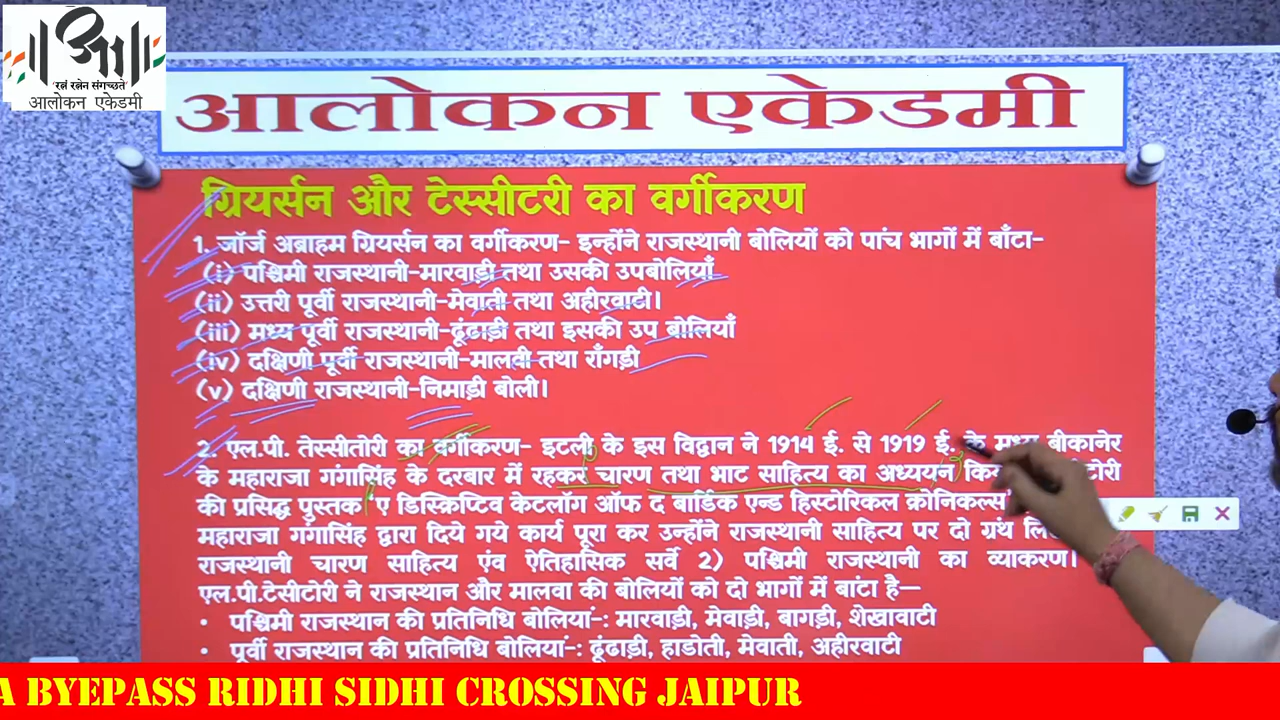 'रत्नं रत्नेन संगच्छते'
आलोकन एकेडमी
आलोकन एकेडमी
ग्रियर्सन और टेस्सीटरी का वर्गीकरण
1. जॉर्ज अब्राहम ग्रियर्सन का वर्गीकरण- इन्होंने राजस्थानी बोलियों को पांच भागों में बाँटा-
(i) पश्चिमी राजस्थानी-मारवाड़ी तथा उसकी उपबोलियाँ
(ii) उत्तरी पूर्वी राजस्थानी-मेवाती तथा अहीरवाटी।
(iii) मध्य पूर्वी राजस्थानी-ढूंढाड़ी तथा इसकी उप बोलियाँ
(iv) दक्षिणी पूर्वी राजस्थानी-मालवी तथा राँगड़ी
(v) दक्षिणी राजस्थानी-निमाड़ी बोली।
2. एल.पी. तेस्सीतोरी का वर्गीकरण- इटली के इस विद्वान ने 1914 ई. से 1919 ई. के मध्य बीकानेर
के महाराजा गंगासिंह के दरबार में रहकर चारण तथा भाट साहित्य का अध्ययन
की प्रसिद्ध पुस्तक ए डिस्क्रिप्टिव केटलॉग ऑफ द बार्डिक एन्ड हिस्टोरिकल क्रोनिकल्स'
महाराजा गंगासिंह द्वारा दिये गये कार्य पूरा कर उन्होंने राजस्थानी साहित्य पर दो ग्रंथ
राजस्थानी चारण साहित्य एंव ऐतिहासिक सर्वे 2) पश्चिमी राजस्थानी का व्याकरण।
एल.पी.टेसीटोरी ने राजस्थान और मालवा की बोलियों को दो भागों में बांटा है—
• पश्चिमी राजस्थान की प्रतिनिधि बोलियां-: मारवाड़ी, मेवाड़ी, बागड़ी, शेखावाटी
• पूर्वी राजस्थान की प्रतिनिधि बोलियां-: ढूंढाड़ी, हाडोती, मेवाती, अहीरवाटी
A BYEPASS RIDHI SIDHI CROSSING JAIPUR